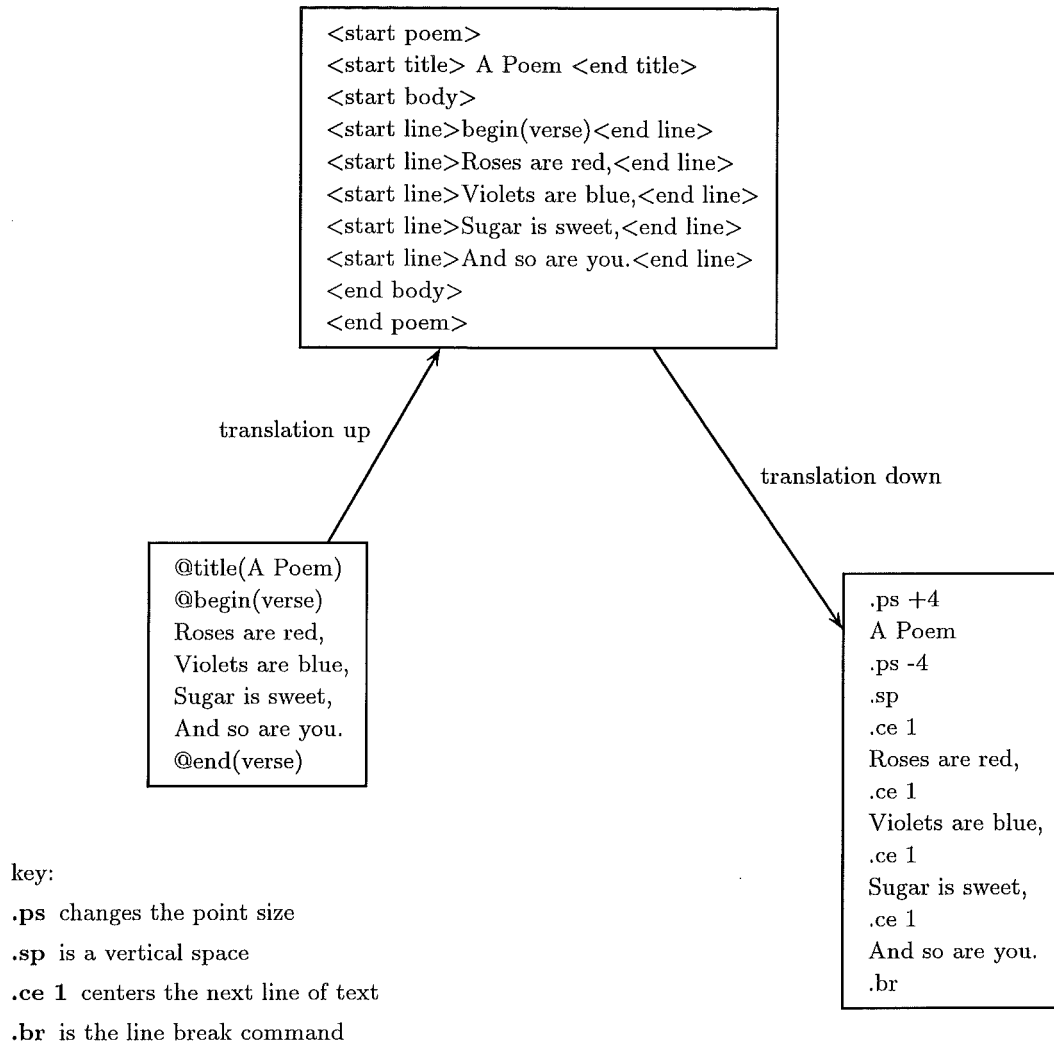 <start poem>
<start title> A Poem <end title>
<start body>
<start line>begin(verse)<end line>
<start line>Roses are red,<end line>
<start line>Violets are blue,<end line>
<start line>Sugar is sweet,<end line>
<start line>And so are you.<end line>
<end body>
<end poem>
translation up
translation down
@title(A Poem)
@begin(verse)
Roses are red,
Violets are blue,
Sugar is sweet,
And so are you.
@end(verse)
.ps +4
A Poem
.ps -4
.sp
.ce 1
Roses are red,
.ce 1
Violets are blue,
.ce 1
Sugar is sweet,
.ce 1
And so are you.
.br
key:
.ps changes the point size
.sp is a vertical space
.ce 1 centers the next line of text
.br is the line break command